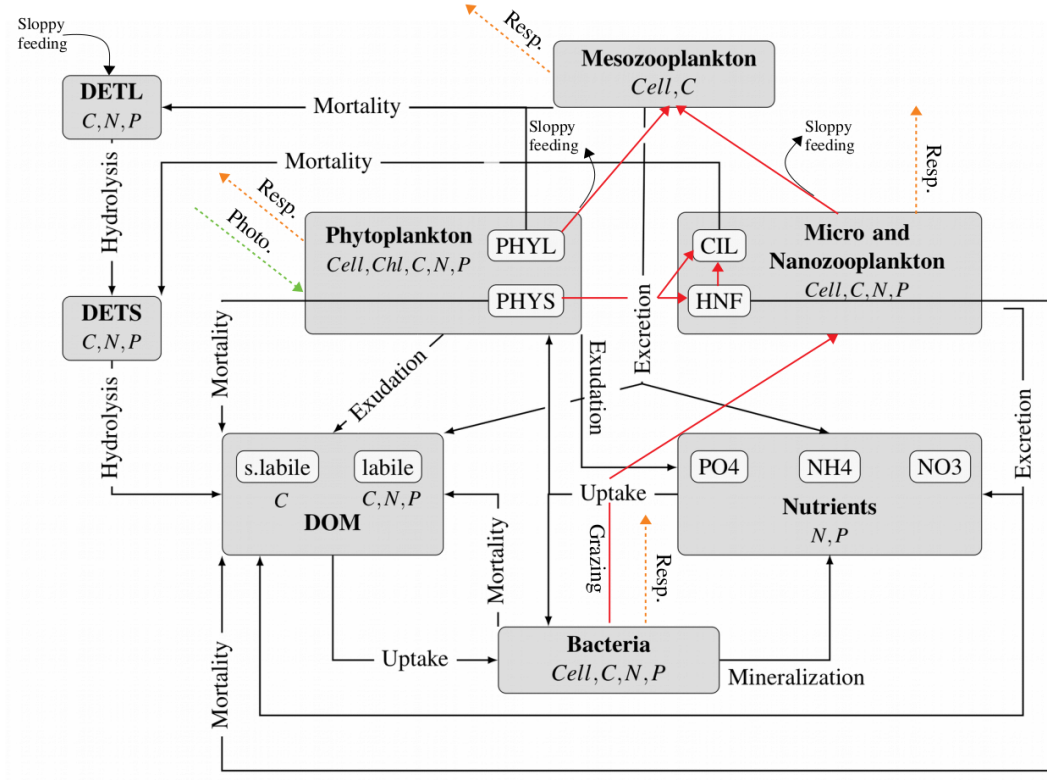 Sloppy
feeding
DETL
C,N,P
Hydrolysis
DETS
C,N,P
Hydrolysis
Mortality
Mortality
Resp.
Mesozooplankton
Cell,C
Sloppy
feeding
Sloppy
feeding
Resp.
Resp.
Photo.
Phytoplankton
Cell,Chl,C,N,P
PHYL
PHYS
CIL
HNF
Micro and
Nanozooplankton
Cell,C,N,P
Mortality
Exudation
Exudation
Excretion
Excretion
s.labile
C
labile
C,N,P
DOM
PO4
NH4
NO3
Nutrients
N,P
Uptake
Grazing
Resp.
Mortality
Uptake
Bacteria
Cell,C,N,P
Mineralization
Mortality